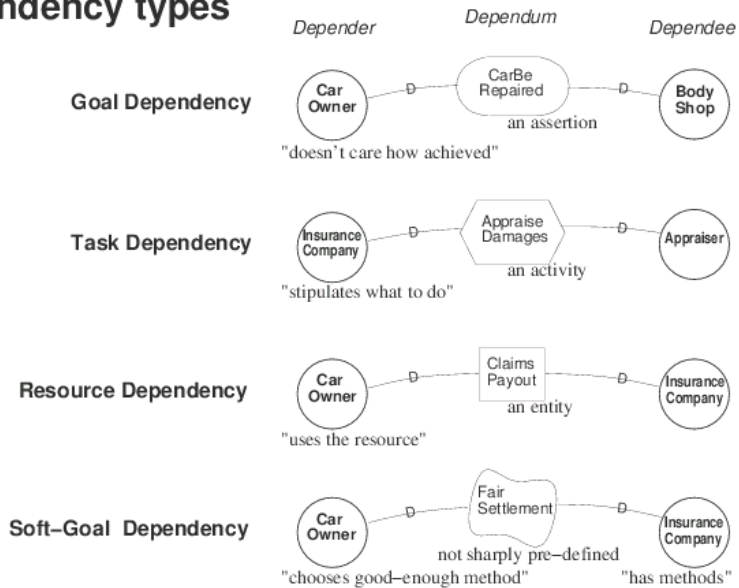 ndency types
Depender Dependum Dependee
Goal Dependency
Car
Owner
D
CarBe
Repaired
D
Body
Shop
an assertion
"doesn't care how achieved"
Task Dependency
Insurance
Company
D
Appraise
Damages
D
Appraiser
an activity
"stipulates what to do"
Resource Dependency
Car
Owner
D
Claims
Payout
D
Insurance
Company
an entity
"uses the resource"
Soft−Goal Dependency
Car
Owner
D
Fair
Settlement
D
Insurance
Company
not sharply pre−defined
"chooses good−enough method" "has methods"